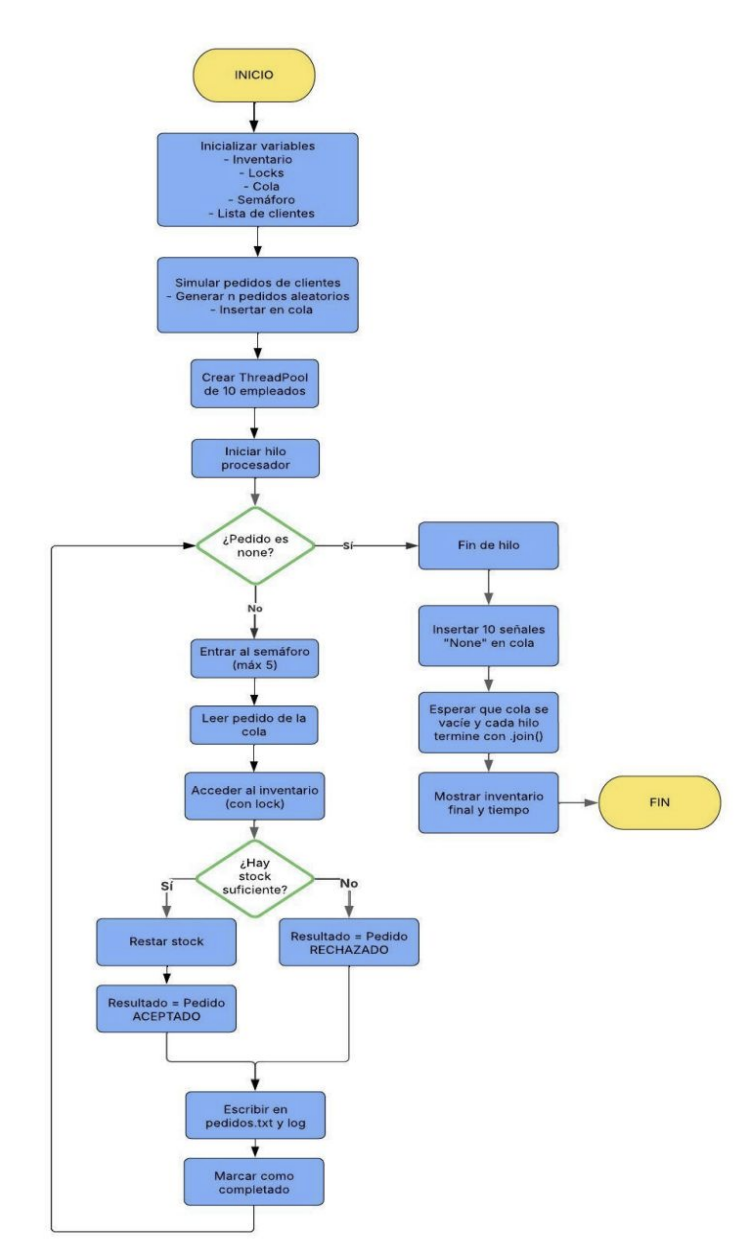 INICIO
Inicializar variables
- Inventario
- Locks
- Cola
- Semáforo
- Lista de clientes
Simular pedidos de clientes
- Generar n pedidos aleatorios
- Insertar en cola
Crear ThreadPool
de 10 empleados
Iniciar hilo
procesador
¿Pedido es
none?
Sí
Fin de hilo
No
Insertar 10 señales
"None" en cola
Entrar al semáforo
(máx 5)
Leer pedido de la
cola
Esperar que cola se
vacíe y cada hilo
termine con .join()
Acceder al inventario
(con lock)
Mostrar inventario
final y tiempo
FIN
¿Hay
stock
suficiente?
Sí
No
Restar stock
Resultado = Pedido
RECHAZADO
Resultado = Pedido
ACEPTADO
Escribir en
pedidos.txt y log
Marcar como
completado